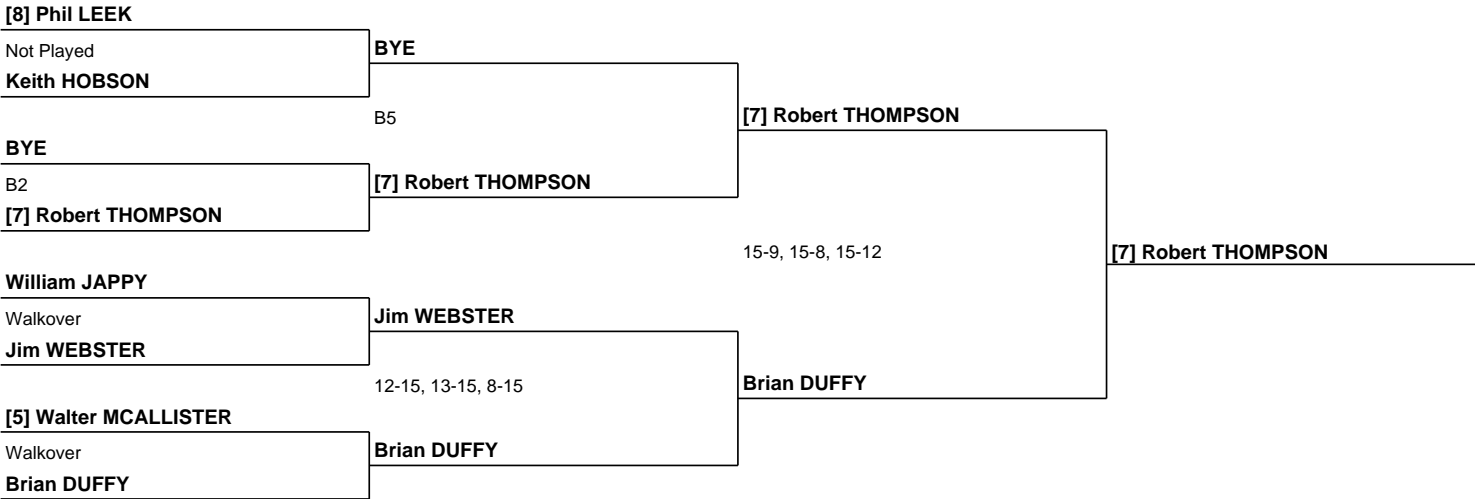 [8] Phil LEEK
Not Played
BYE
Keith HOBSON
B5
[7] Robert THOMPSON
BYE
B2
[7] Robert THOMPSON
[7] Robert THOMPSON
15-9, 15-8, 15-12
[7] Robert THOMPSON
William JAPPY
Walkover
Jim WEBSTER
Jim WEBSTER
12-15, 13-15, 8-15
Brian DUFFY
[5] Walter MCALLISTER
Walkover
Brian DUFFY
Brian DUFFY